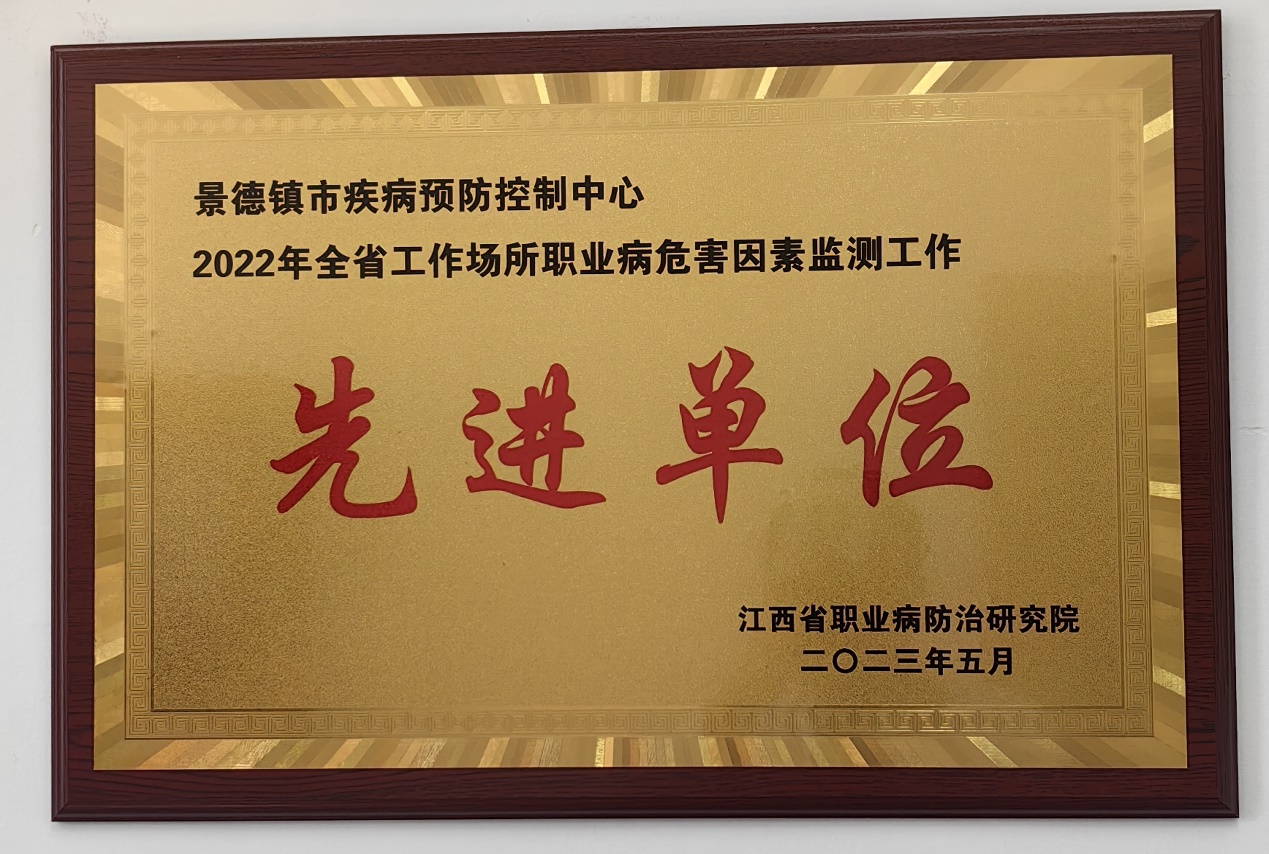 景德镇市疾病预防控制中心
2022年全省工作场所职业病危害因素监测工作
先进单位
江西省职业病防治研究院
二〇二三年五月